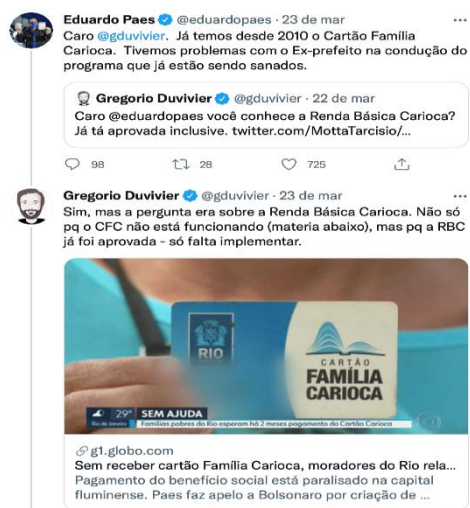 Eduardo Paes @eduardopaes · 23 de mar
Caro @gduvivier. Já temos desde 2010 o Cartão Família
Carioca. Tivemos problemas com o Ex-prefeito na condução do
programa que já estão sendo sanados.
Gregorio Duvivier @gduvivier · 22 de mar
Caro @eduardopaes você conhece a Renda Básica Carioca?
Já tá aprovada inclusive. twitter.com/MottaTarcisio/...
98 28 725
Gregorio Duvivier @gduvivier · 23 de mar
Sim, mas a pergunta era sobre a Renda Básica Carioca. Não só
pq o CFC não está funcionando (materia abaixo), mas pq a RBC
já foi aprovada - só falta implementar.
RIO
CARTÃO
FAMÍLIA
CARIOCA
29° SEM AJUDA
Rio de Janeiro Famílias pobres do Rio esperam há 2 meses pagamento do Cartão Carioca
g1.globo.com
Sem receber cartão Família Carioca, moradores do Rio rela...
Pagamento do benefício social está paralisado na capital
fluminense. Paes faz apelo a Bolsonaro por criação de ...